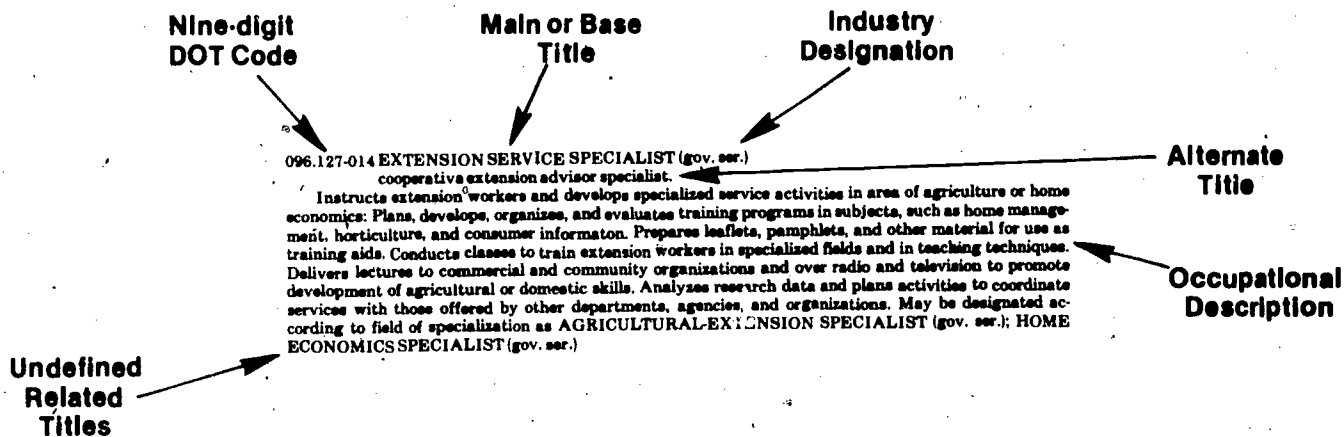 Nine-digit
DOT Code
Main or Base
Title
Industry
Designation
096.127-014 EXTENSION SERVICE SPECIALIST (gov. ser.)
cooperativa extension advisor specialist.
Alternate
Title
Instructs extension workers and develops specialized service activities in area of agriculture or home
economics: Plans, develops, organizes, and evaluates training programs in subjects, such as home manage-
ment, horticulture, and consumer informaton. Prepares leaflets, pamphlets, and other material for use as
training aids. Conducts classes to train extension workers in specialized fields and in teaching techniques.
Delivers lectures to commercial and community organizations and over radio and television to promote
development of agricultural or domestic skills. Analyzes research data and plans activities to coordinate
services with those offered by other departments, agencies, and organizations. May be designated ac-
cording to field of specialization as AGRICULTURAL-EXTENSION SPECIALIST (gov. ser.); HOME
ECONOMICS SPECIALIST (gov. ser.)
Occupational
Description
Undefined
Related
Titles